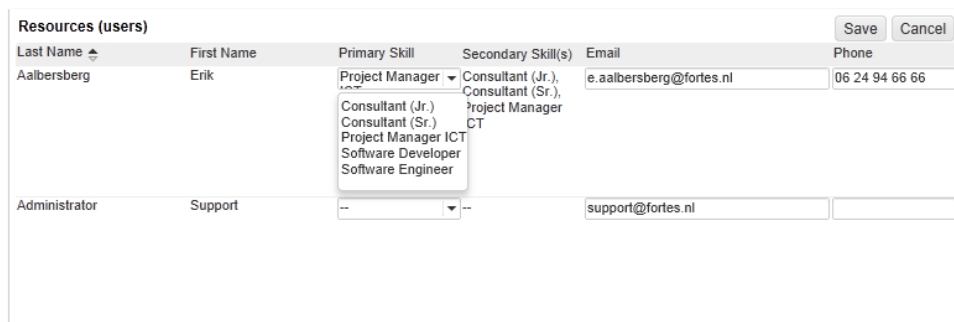 Resources (users) Save Cancel
Last Name First Name Primary Skill Secondary Skill(s) Email Phone
Aalbersberg Erik Project Manager Consultant (Jr.), e.aalbersberg@fortes.nl 06 24 94 66 66
ICT Consultant (Sr.),
Consultant (Jr.) Project Manager
Consultant (Sr.) ICT
Project Manager ICT
Software Developer
Software Engineer
Administrator Support -- -- support@fortes.nl